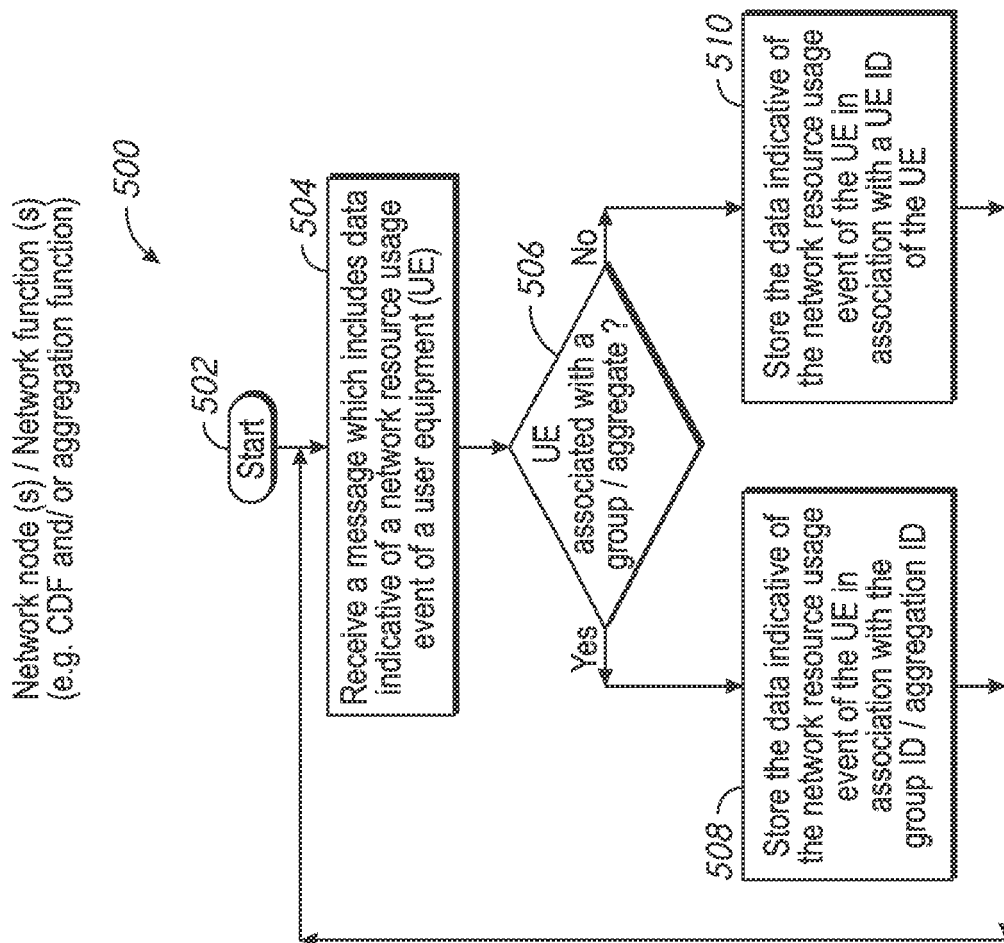 Network node (s) / Network function (s)
(e.g. CDF and/ or aggregation function)
500
502
Start
504
Receive a message which includes data
indicative of a network resource usage
event of a user equipment (UE)
506
UE
associated with a
group / aggregate ?
Yes
No
508
Store the data indicative of
the network resource usage
event of the UE in
association with the
group ID / aggregation ID
510
Store the data indicative of
the network resource usage
event of the UE in
association with a UE ID
of the UE